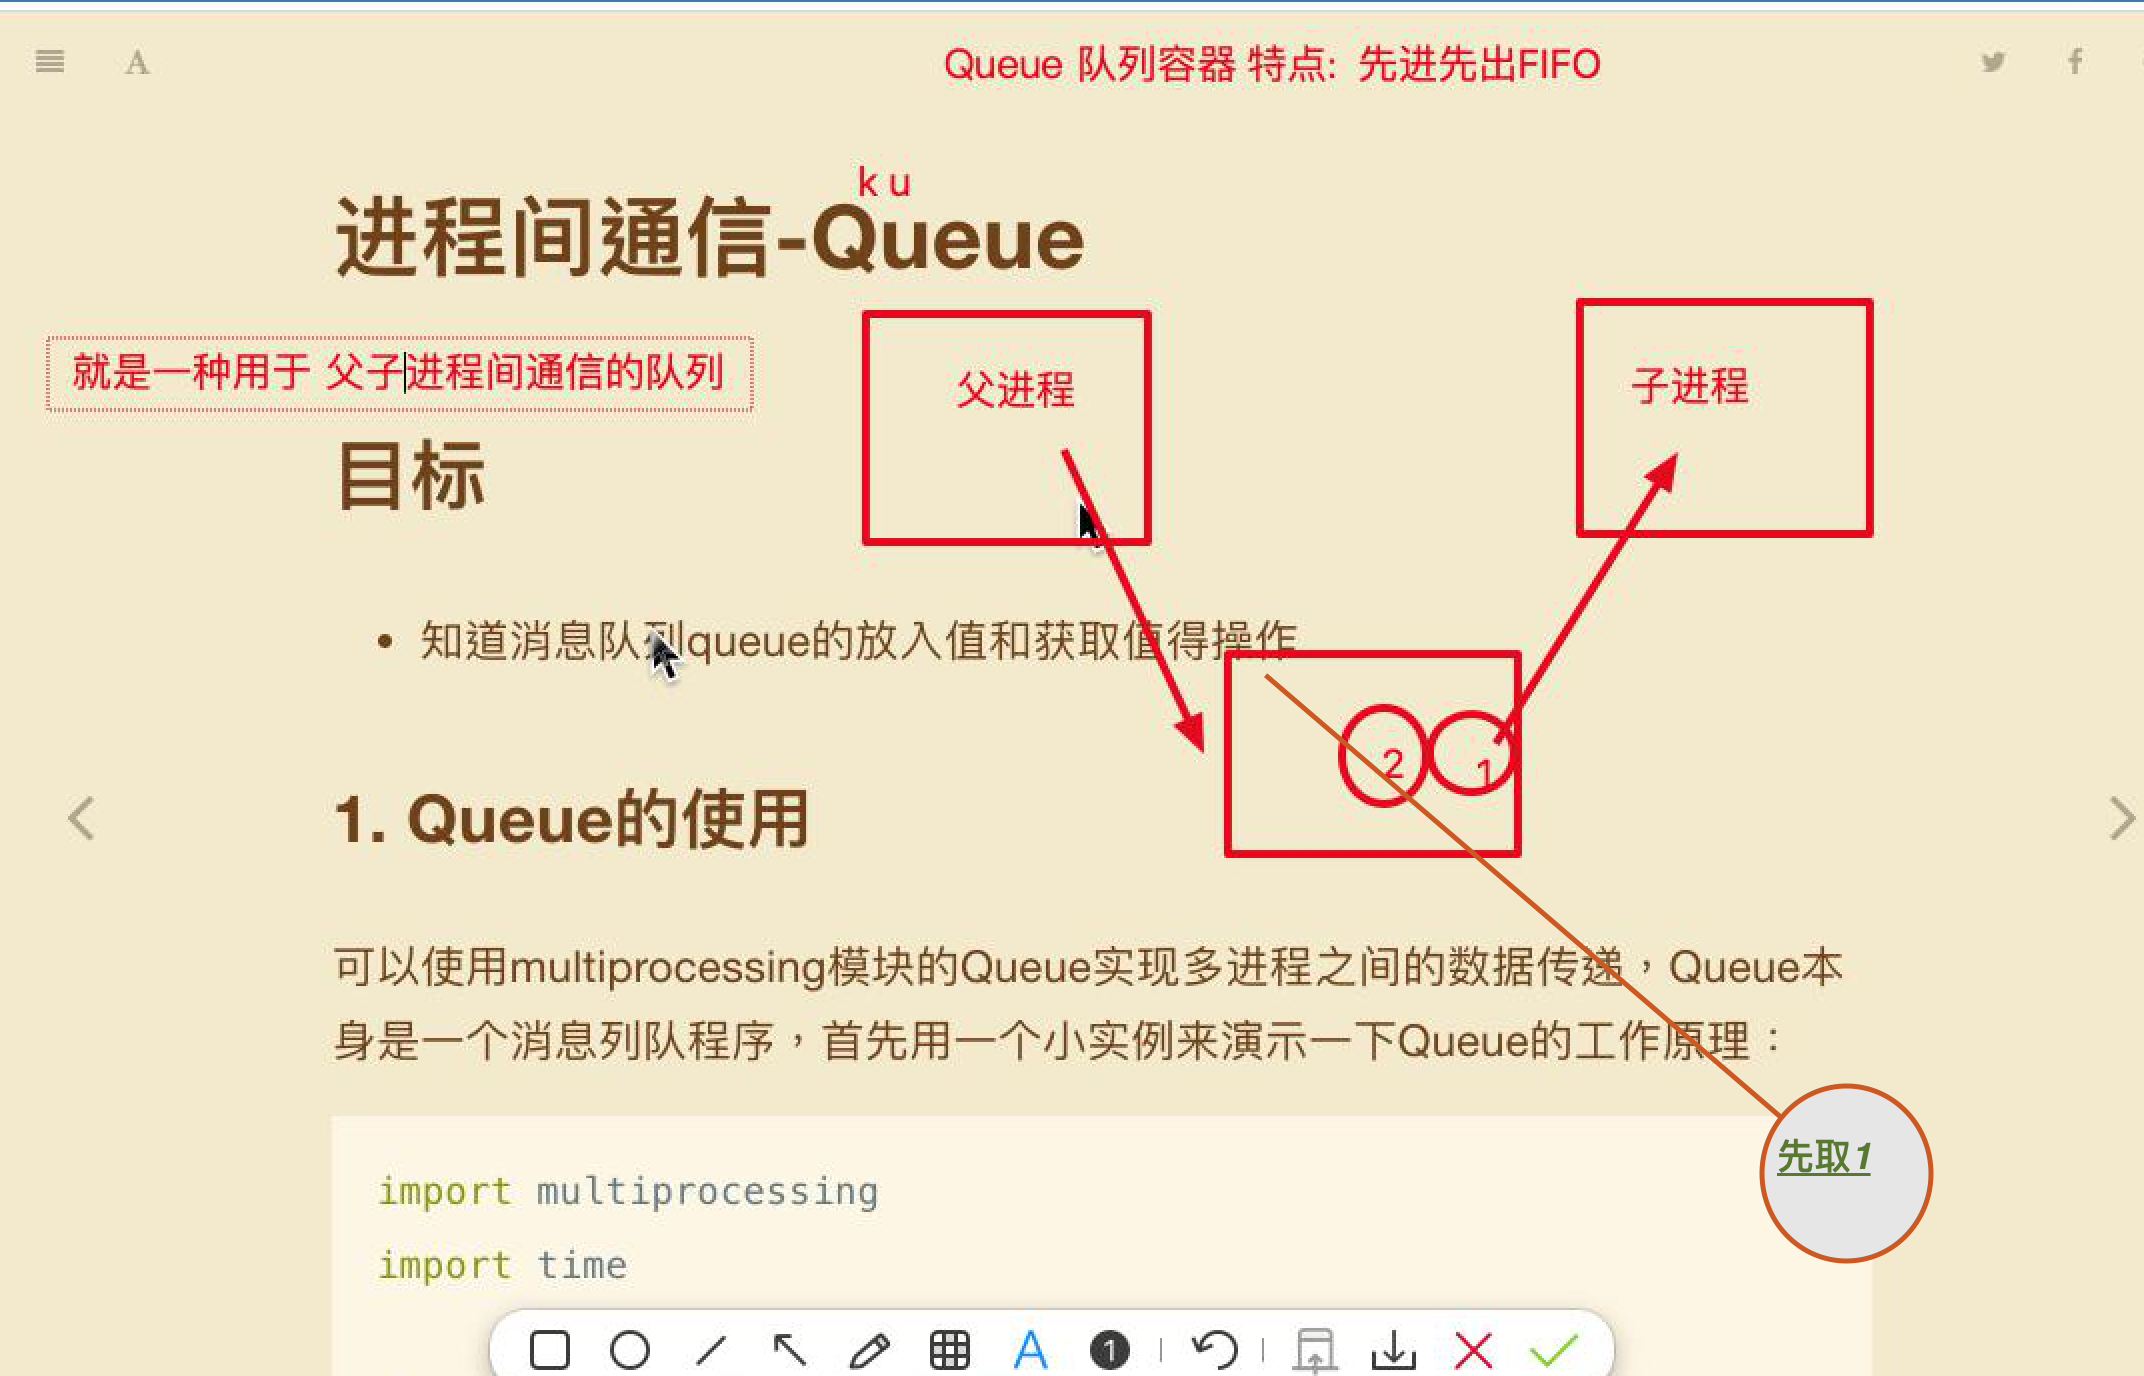 A
Queue 队列容器 特点: 先进先出FIFO
k u
进程间通信-Queue
就是一种用于 父子进程间通信的队列
父进程
子进程
目标
• 知道消息队列queue的放入值和获取值得操作
2
1
1. Queue的使用
可以使用multiprocessing模块的Queue实现多进程之间的数据传递，Queue本
身是一个消息列队程序，首先用一个小实例来演示一下Queue的工作原理：
先取1
import multiprocessing
import time
A
1